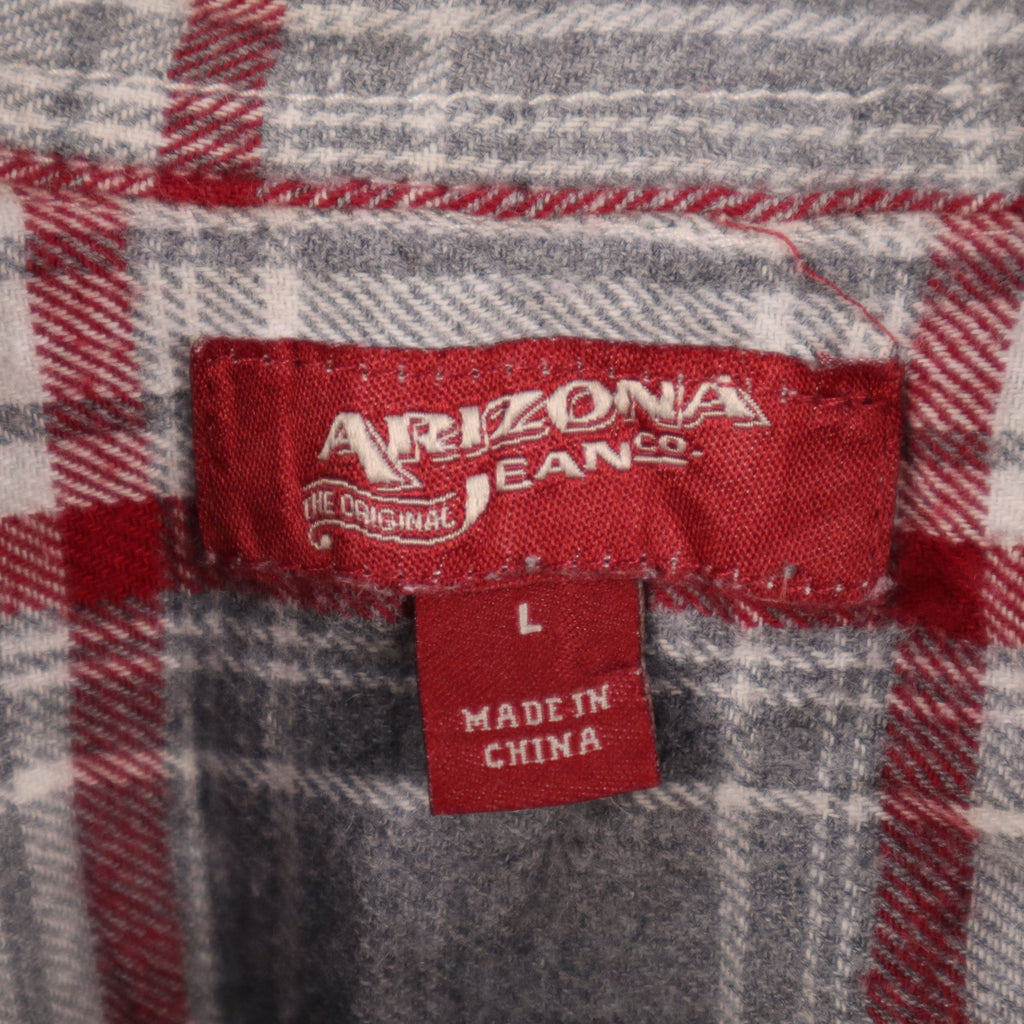 ARIZONA
JEAN CO.
THE ORIGINAL
L
MADE IN
CHINA